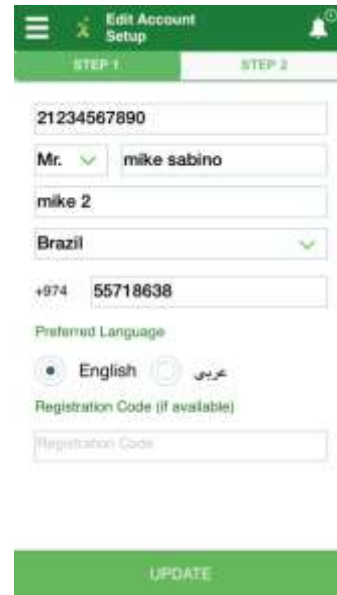 Edit Account
Setup
STEP 1 STEP 2
21234567890
Mr. mike sabino
mike 2
Brazil
+974 55718638
Preferred Language
English عربي
Registration Code (if available)
Registration Code
UPDATE